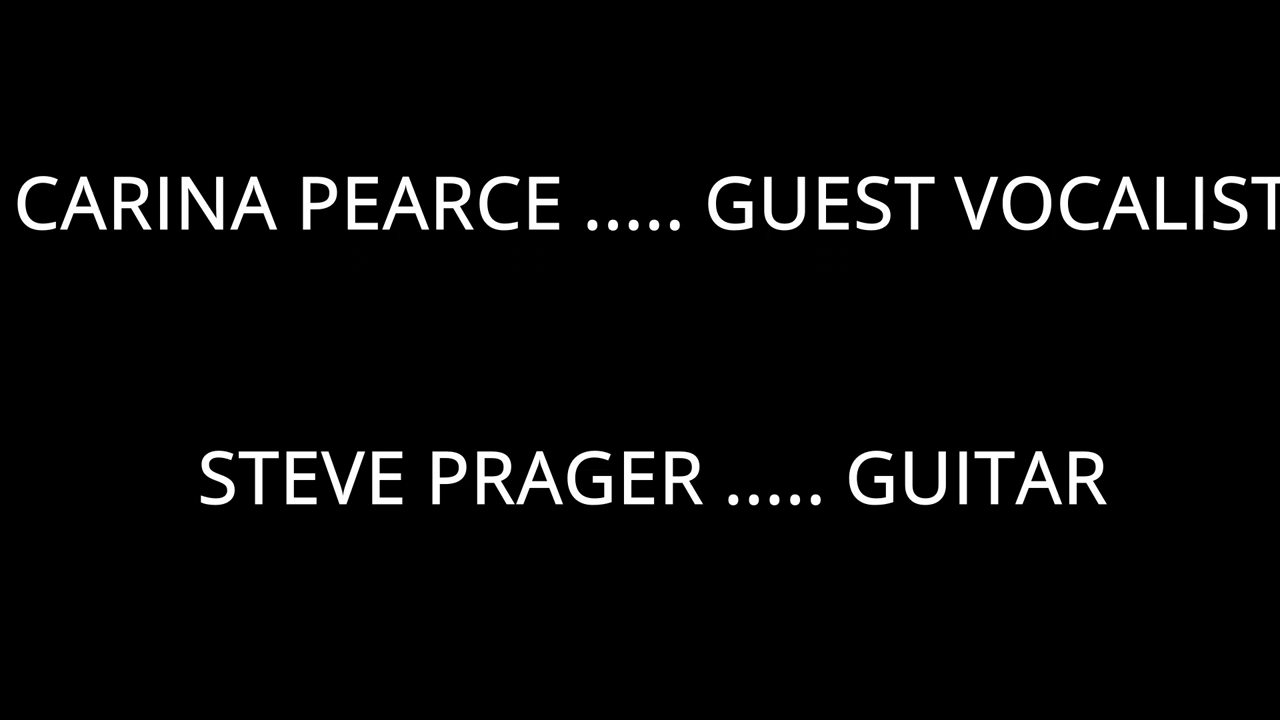 CARINA PEARCE ..... GUEST VOCALIST
STEVE PRAGER ..... GUITAR